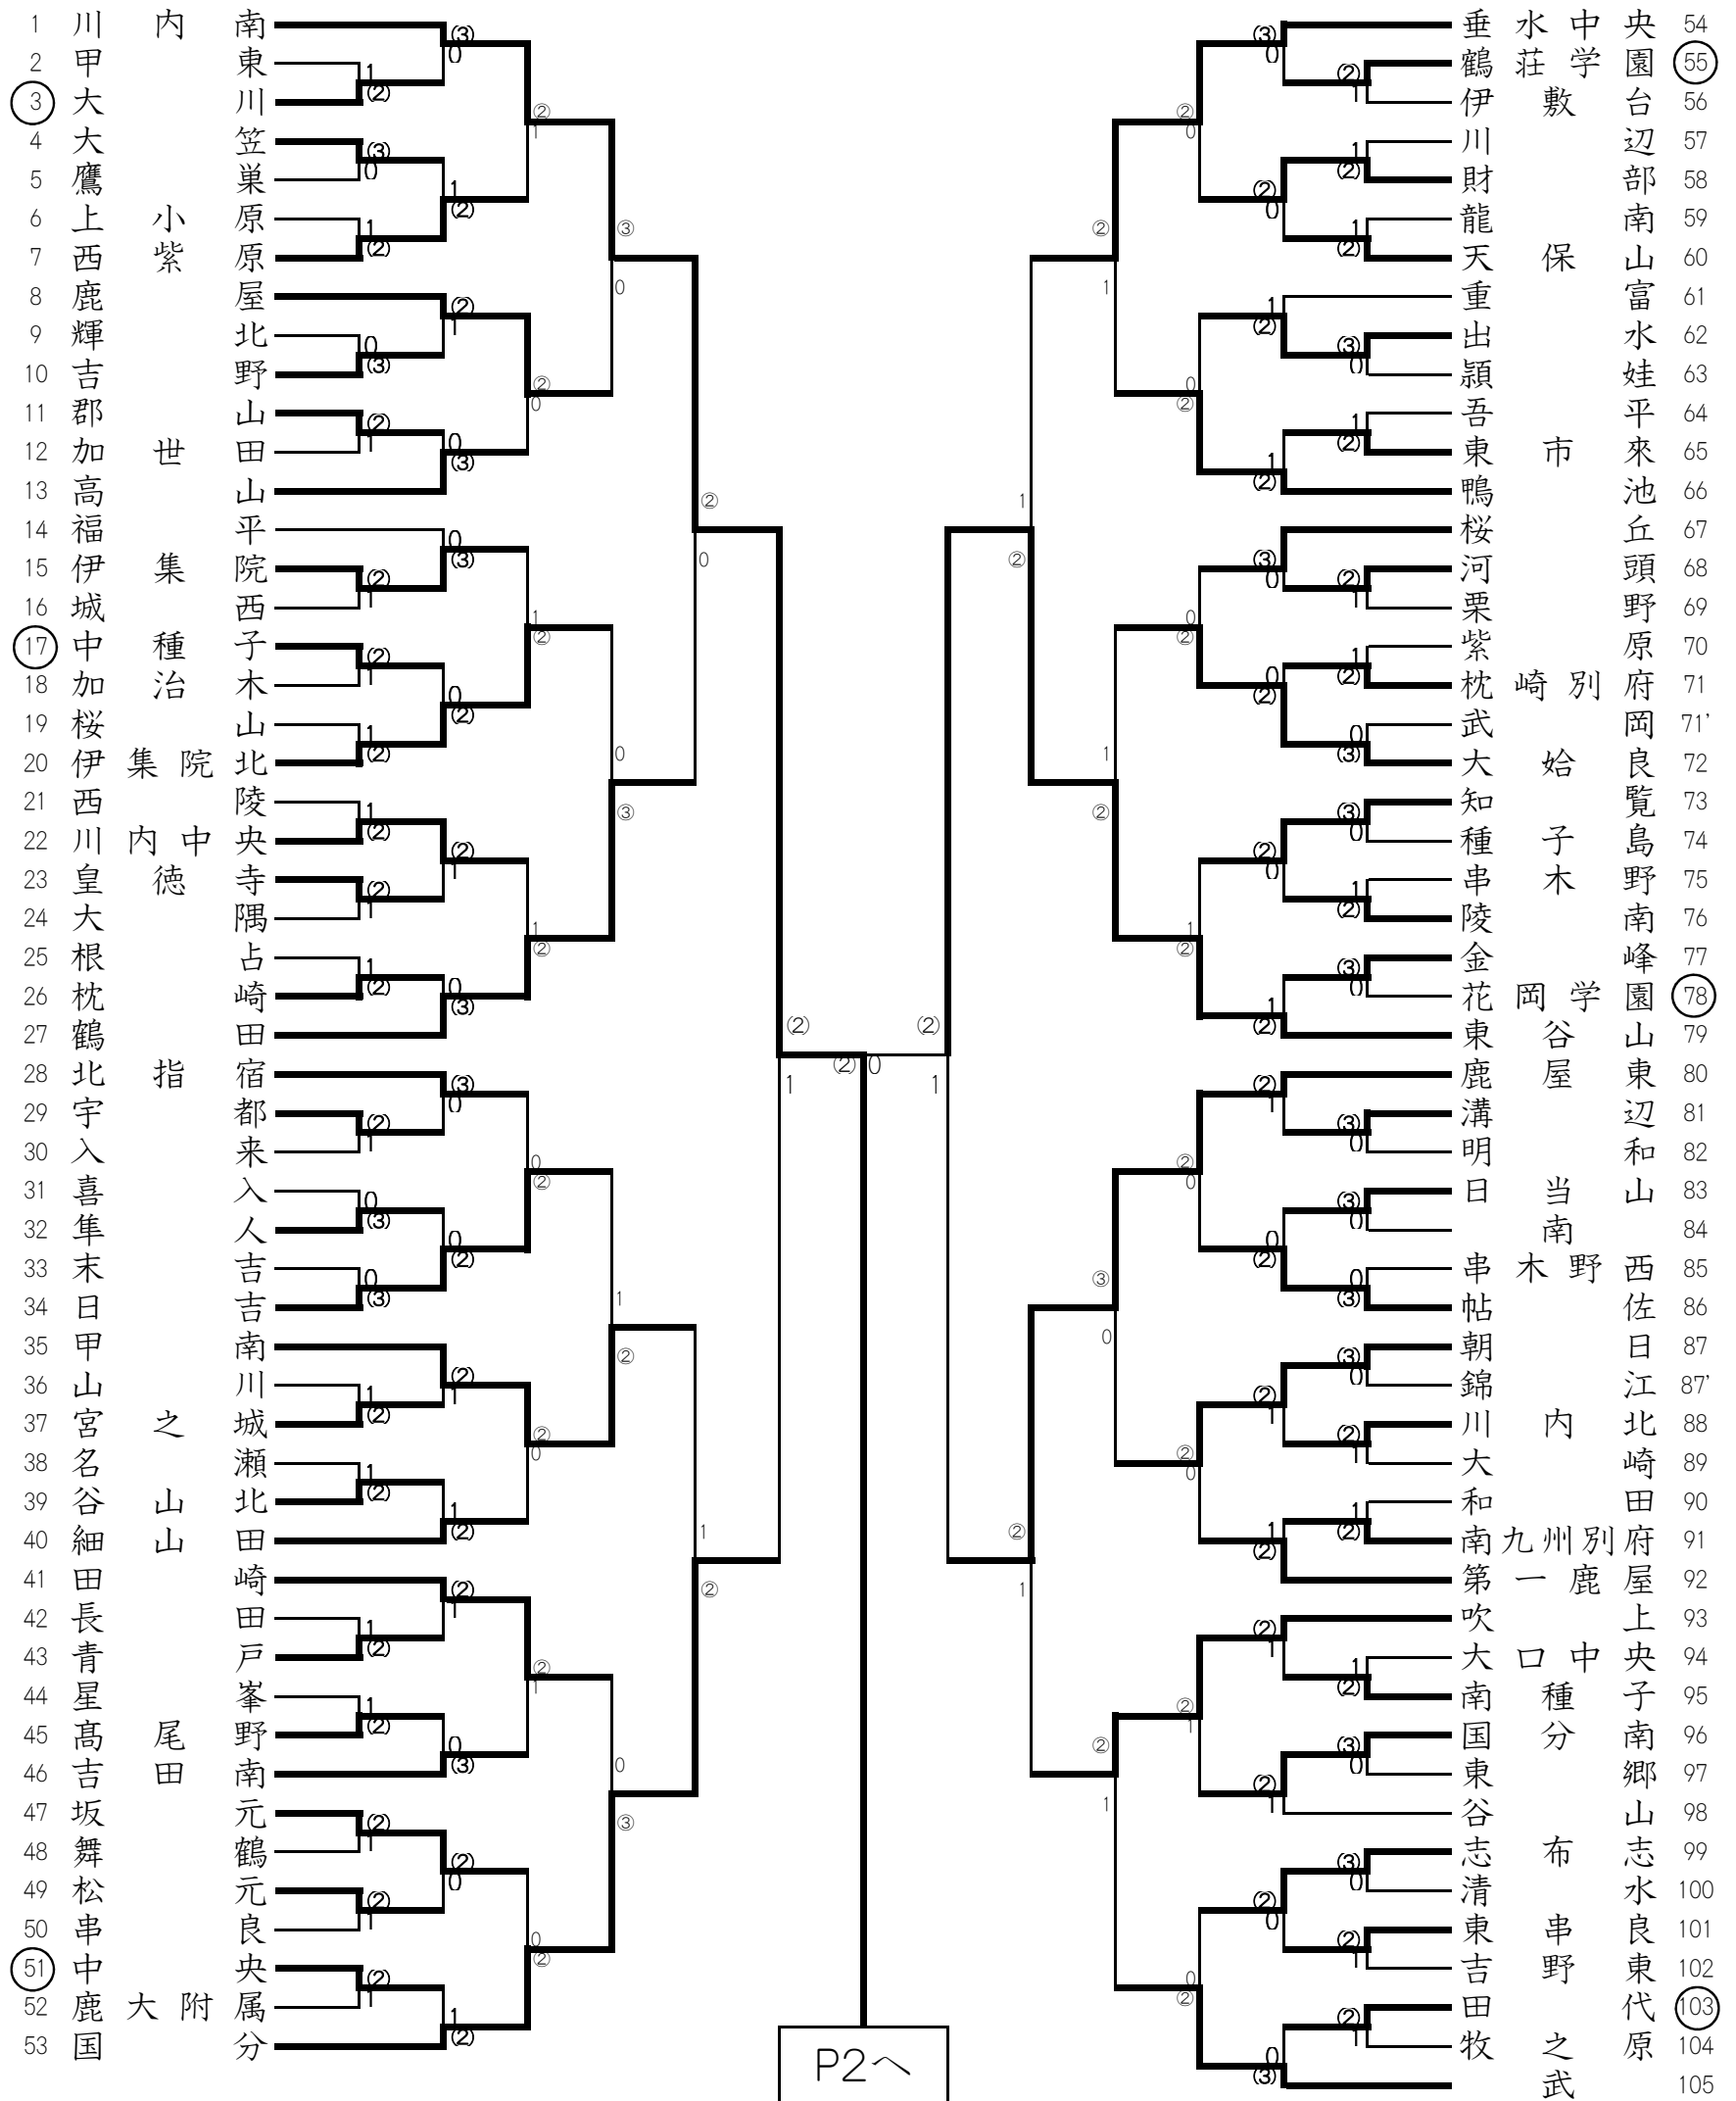 1 川内南
2 甲東
3 大川
4 大笠
5 鷹巣
6 上小原
7 西紫原
8 鹿屋
9 輝北
10 吉野
11 郡山
12 加世田
13 高山
14 福平
15 伊集院
16 城西
17 中種子
18 加治木
19 桜山
20 伊集院北
21 西陵
22 川内中央
23 皇徳寺
24 大隅
25 根占
26 枕崎
27 鶴田
28 北指宿
29 宇都
30 入来
31 喜入
32 隼人
33 末吉
34 日吉
35 甲南
36 山川
37 宮之城
38 名瀬
39 谷山北
40 細山田
41 田崎
42 長田
43 青戸
44 星峯
45 髙尾野
46 吉田南
47 坂元
48 舞鶴
49 松元
50 串良
51 中央
52 鹿大附属
53 国分
垂水中央 54
鶴荘学園 55
伊敷台 56
川辺 57
財部 58
龍南 59
天保山 60
重富 61
出水 62
頴娃 63
吾平 64
東市来 65
鴨池 66
桜丘 67
河頭 68
栗野 69
紫原 70
枕崎別府 71
武岡 71'
大姶良 72
知覧 73
種子島 74
串木野 75
陵南 76
金峰 77
花岡学園 78
東谷山 79
鹿屋東 80
溝辺 81
明和 82
日当山 83
南 84
串木野西 85
帖佐 86
朝日 87
錦江 87'
川内北 88
大崎 89
和田 90
南九州別府 91
第一鹿屋 92
吹上 93
大口中央 94
南種子 95
国分南 96
東郷 97
谷山 98
志布志 99
清水 100
東串良 101
吉野東 102
田代 103
牧之原 104
武 105
P2へ